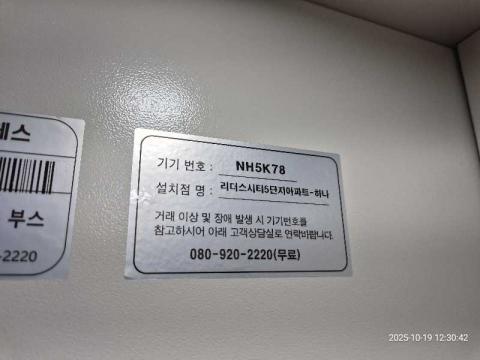 세스
부스
-2220
기기 번호 : NH5K78
설치점 명 : 리더스시티5단지아파트-하나
거래 이상 및 장애 발생 시 기기번호를
참고하시어 아래 고객상담실로 연락바랍니다.
080-920-2220(무료)
2025-10-19 12:30:42